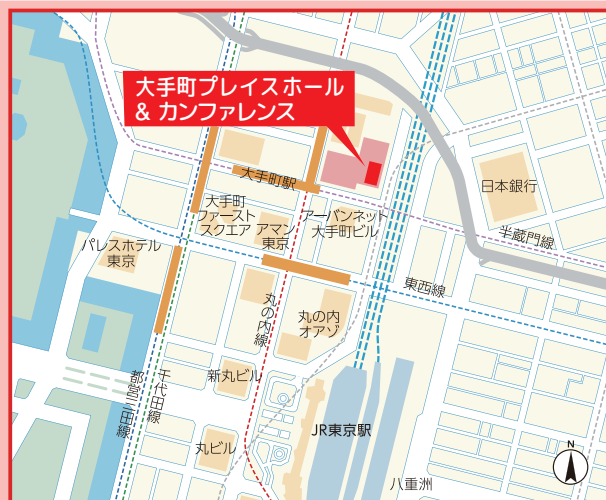 大手町プレイスホール
& カンファレンス
大手町駅
日本銀行
大手町
ファースト
スクエア
アマン
東京
アーバンネット
大手町ビル
半蔵門線
パレスホテル
東京
東西線
丸の内線
丸の内
オアゾ
新丸ビル
千代田線
都営三田線
JR東京駅
丸ビル
八重洲
N